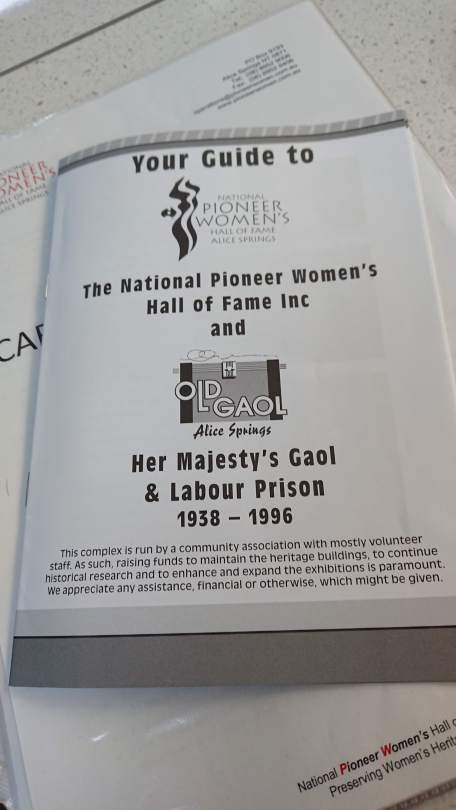 Your Guide to
NATIONAL
PIONEER
WOMEN'S
HALL OF FAME
ALICE SPRINGS
The National Pioneer Women's
Hall of Fame Inc
and
OLD
GAOL
Alice Springs
Her Majesty's Gaol
& Labour Prison
1938 – 1996
This complex is run by a community association with mostly volunteer
staff. As such, raising funds to maintain the heritage buildings, to continue
historical research and to enhance and expand the exhibitions is paramount.
We appreciate any assistance, financial or otherwise, which might be given.
National Pioneer Women's Hall
Preserving Women's